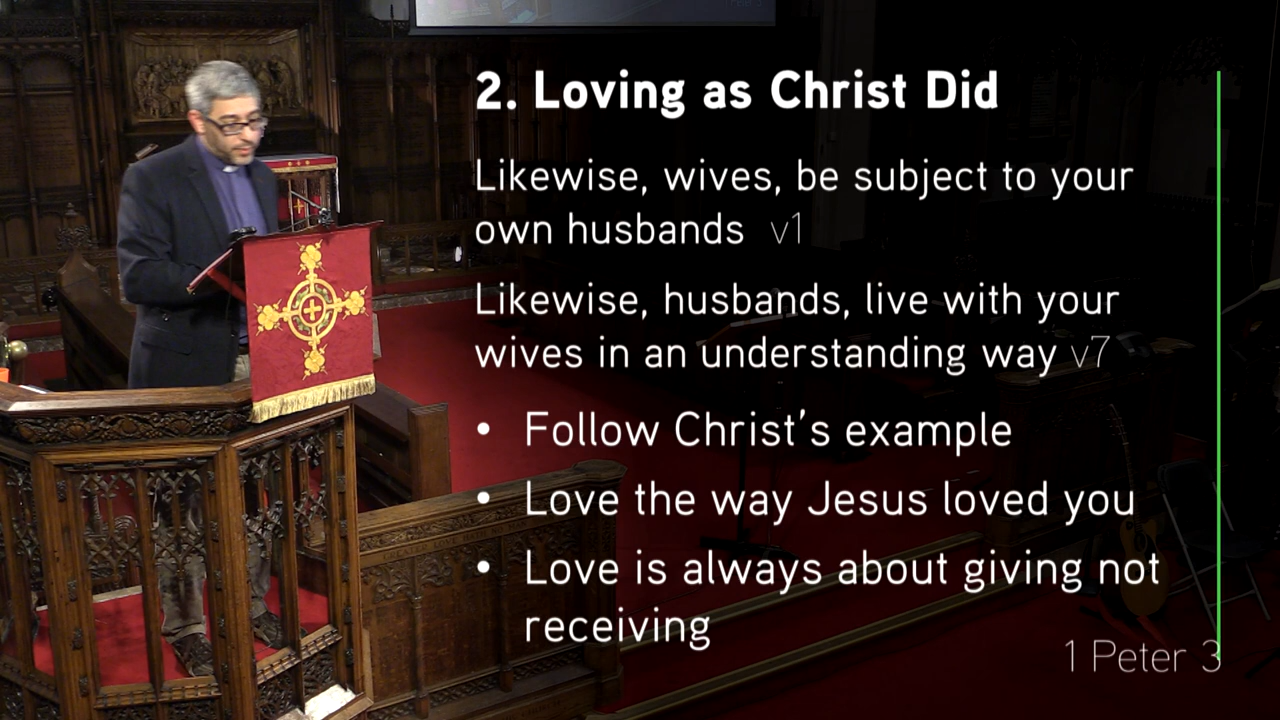 2. Loving as Christ Did
Likewise, wives, be subject to your
own husbands v1
Likewise, husbands, live with your
wives in an understanding way v7
• Follow Christ's example
• Love the way Jesus loved you
• Love is always about giving not
receiving
1 Peter 3